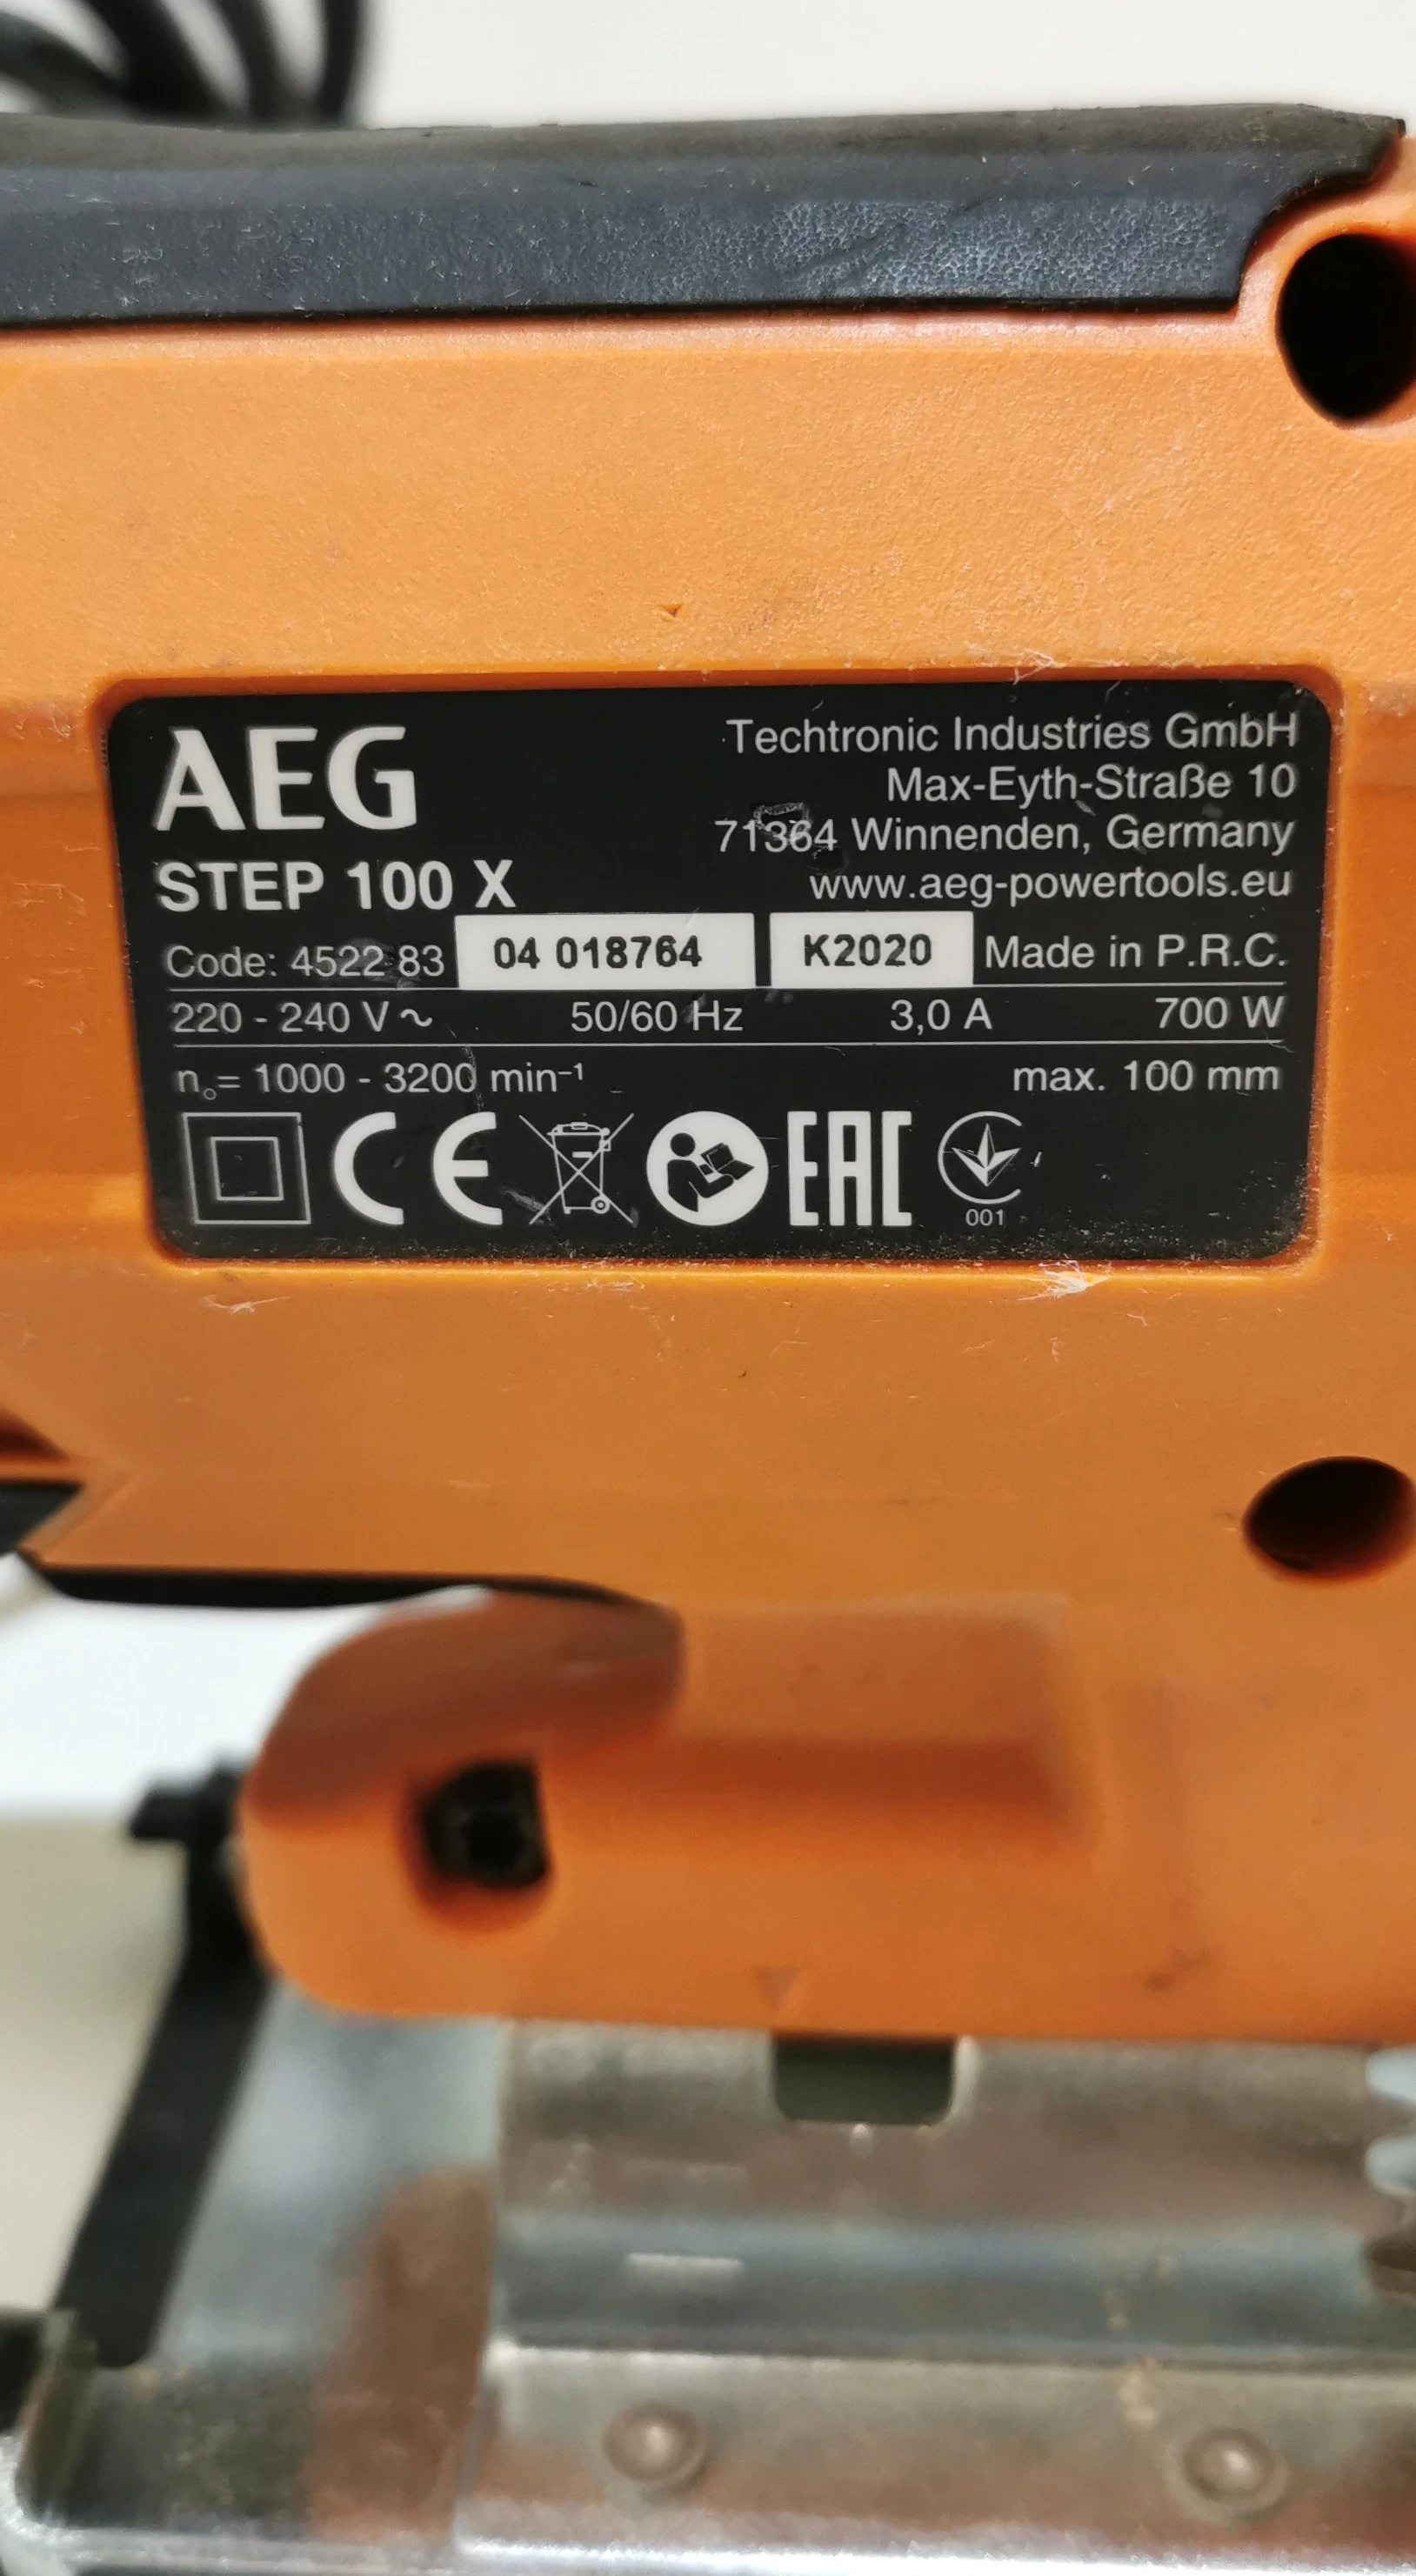 AEG
STEP 100 X
Techtronic Industries GmbH
Max-Eyth-Straße 10
71364 Winnenden, Germany
www.aeg-powertools.eu
Code: 4522 83 04 018764 K2020 Made in P.R.C.
220 - 240 V~ 50/60 Hz 3,0 A 700 W
n₀= 1000 - 3200 min⁻¹ max. 100 mm
CE EAC
001